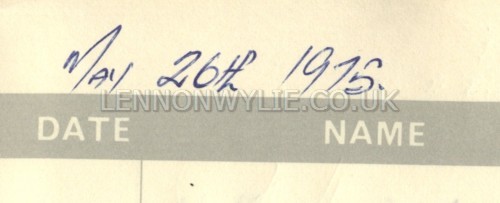 May 26th 1975.
LENNONWYLIE.CO.UK
DATE NAME